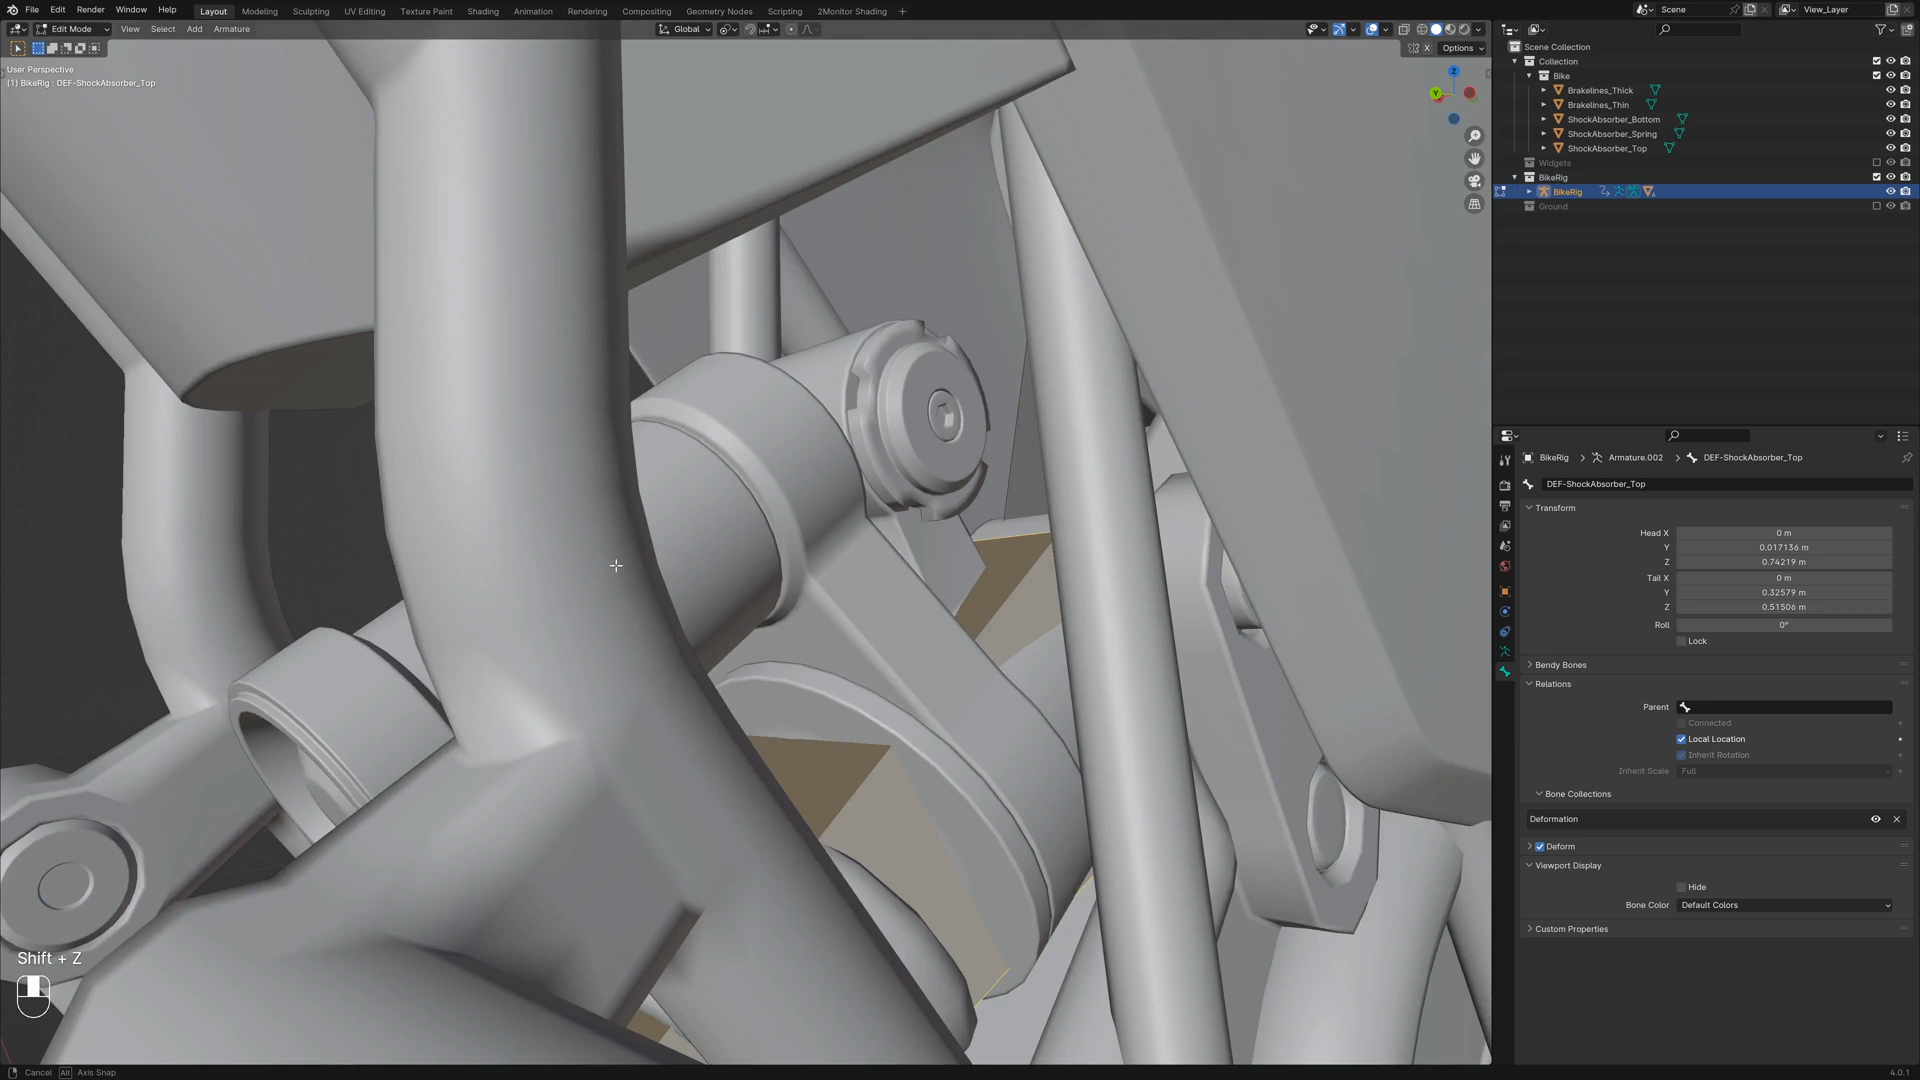 File Edit Render Window Help Layout Modeling Sculpting UV Editing Texture Paint Shading Animation Rendering Compositing Geometry Nodes Scripting 2Monitor Shading + Scene View_Layer
Edit Mode View Select Add Armature Global
X Options
User Perspective
(1) BikeRig : DEF-ShockAbsorber_Top
Z
Y
Scene Collection
Collection
Bike
Brakelines_Thick
Brakelines_Thin
ShockAbsorber_Bottom
ShockAbsorber_Spring
ShockAbsorber_Top
Widgets
BikeRig
BikeRig
Ground
BikeRig > Armature.002 > DEF-ShockAbsorber_Top
DEF-ShockAbsorber_Top
Transform
Head X 0 m
Y 0.017136 m
Z 0.74219 m
Tail X 0 m
Y 0.32579 m
Z 0.51506 m
Roll 0°
Lock
Bendy Bones
Relations
Parent
Connected
Local Location
Inherit Rotation
Inherit Scale Full
Bone Collections
Deformation
Deform
Viewport Display
Hide
Bone Color Default Colors
Custom Properties
Shift + Z
Cancel Alt Axis Snap 4.0.1